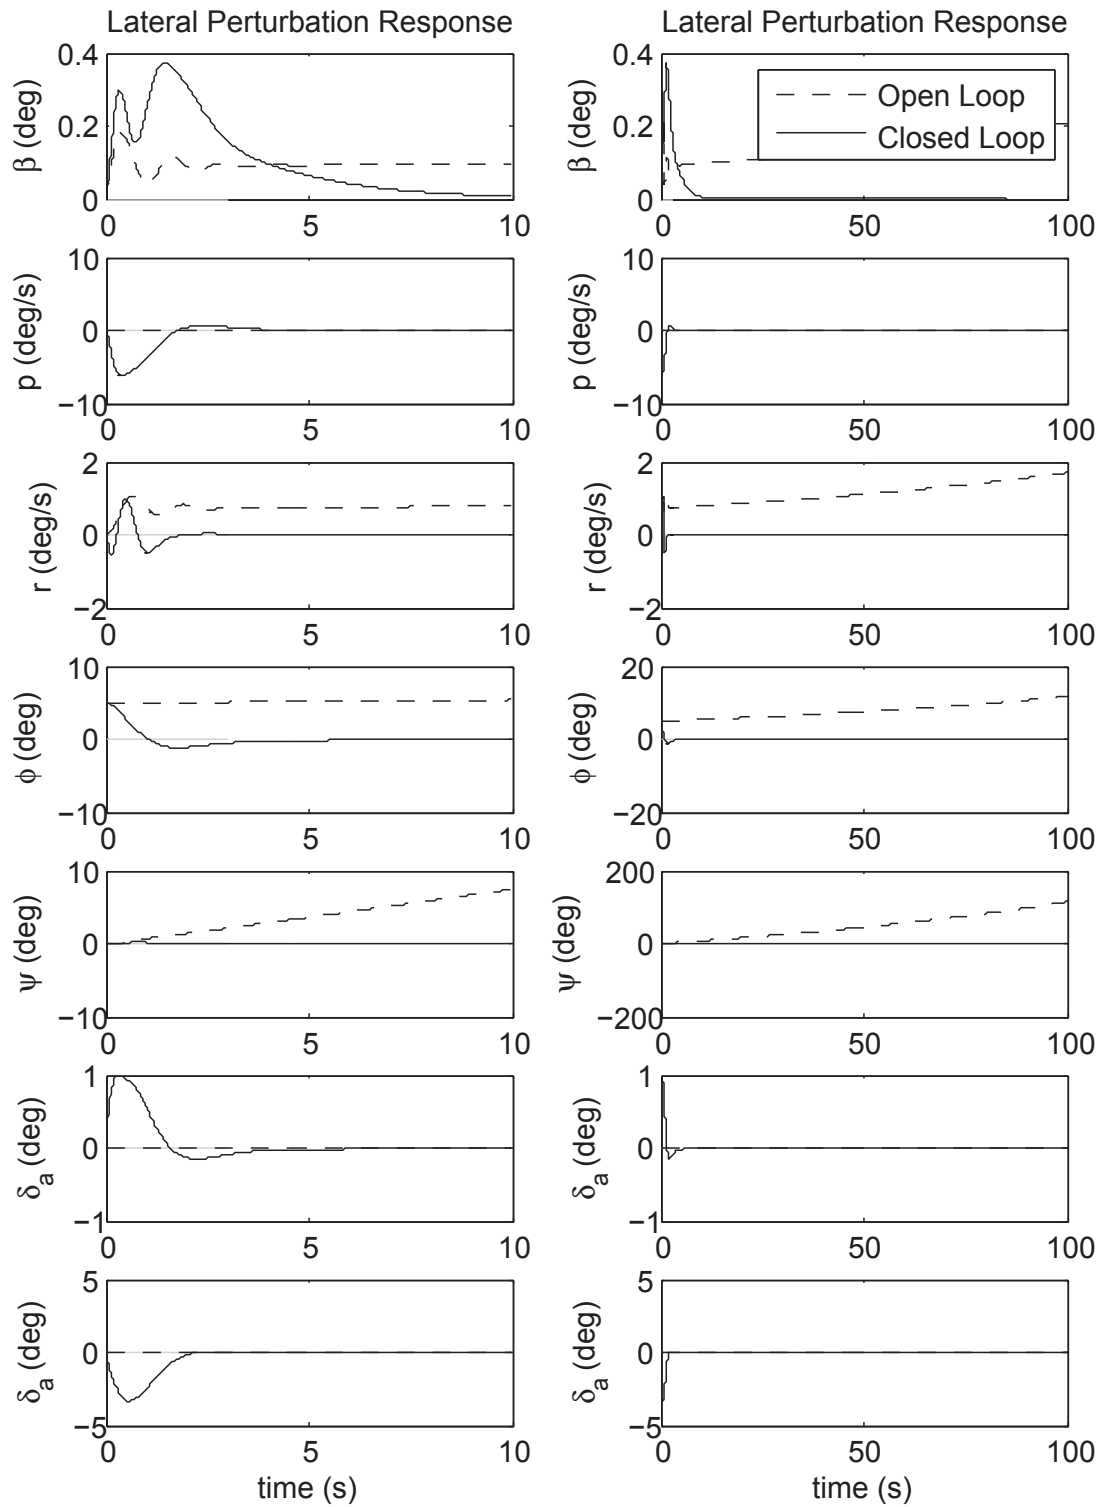 Lateral Perturbation Response
0.4
0.2
0
β (deg)
0 5 10
10
0
−10
p (deg/s)
0 5 10
2
0
−2
r (deg/s)
0 5 10
10
0
−10
ϕ (deg)
0 5 10
10
0
−10
ψ (deg)
0 5 10
1
0
−1
δa (deg)
0 5 10
5
0
−5
δa (deg)
0 5 10
time (s)
Lateral Perturbation Response
0.4
0.2
0
β (deg)
Open Loop
Closed Loop
0 50 100
10
0
−10
p (deg/s)
0 50 100
2
0
−2
r (deg/s)
0 50 100
20
0
−20
ϕ (deg)
0 50 100
200
0
−200
ψ (deg)
0 50 100
1
0
−1
δa (deg)
0 50 100
5
0
−5
δa (deg)
0 50 100
time (s)